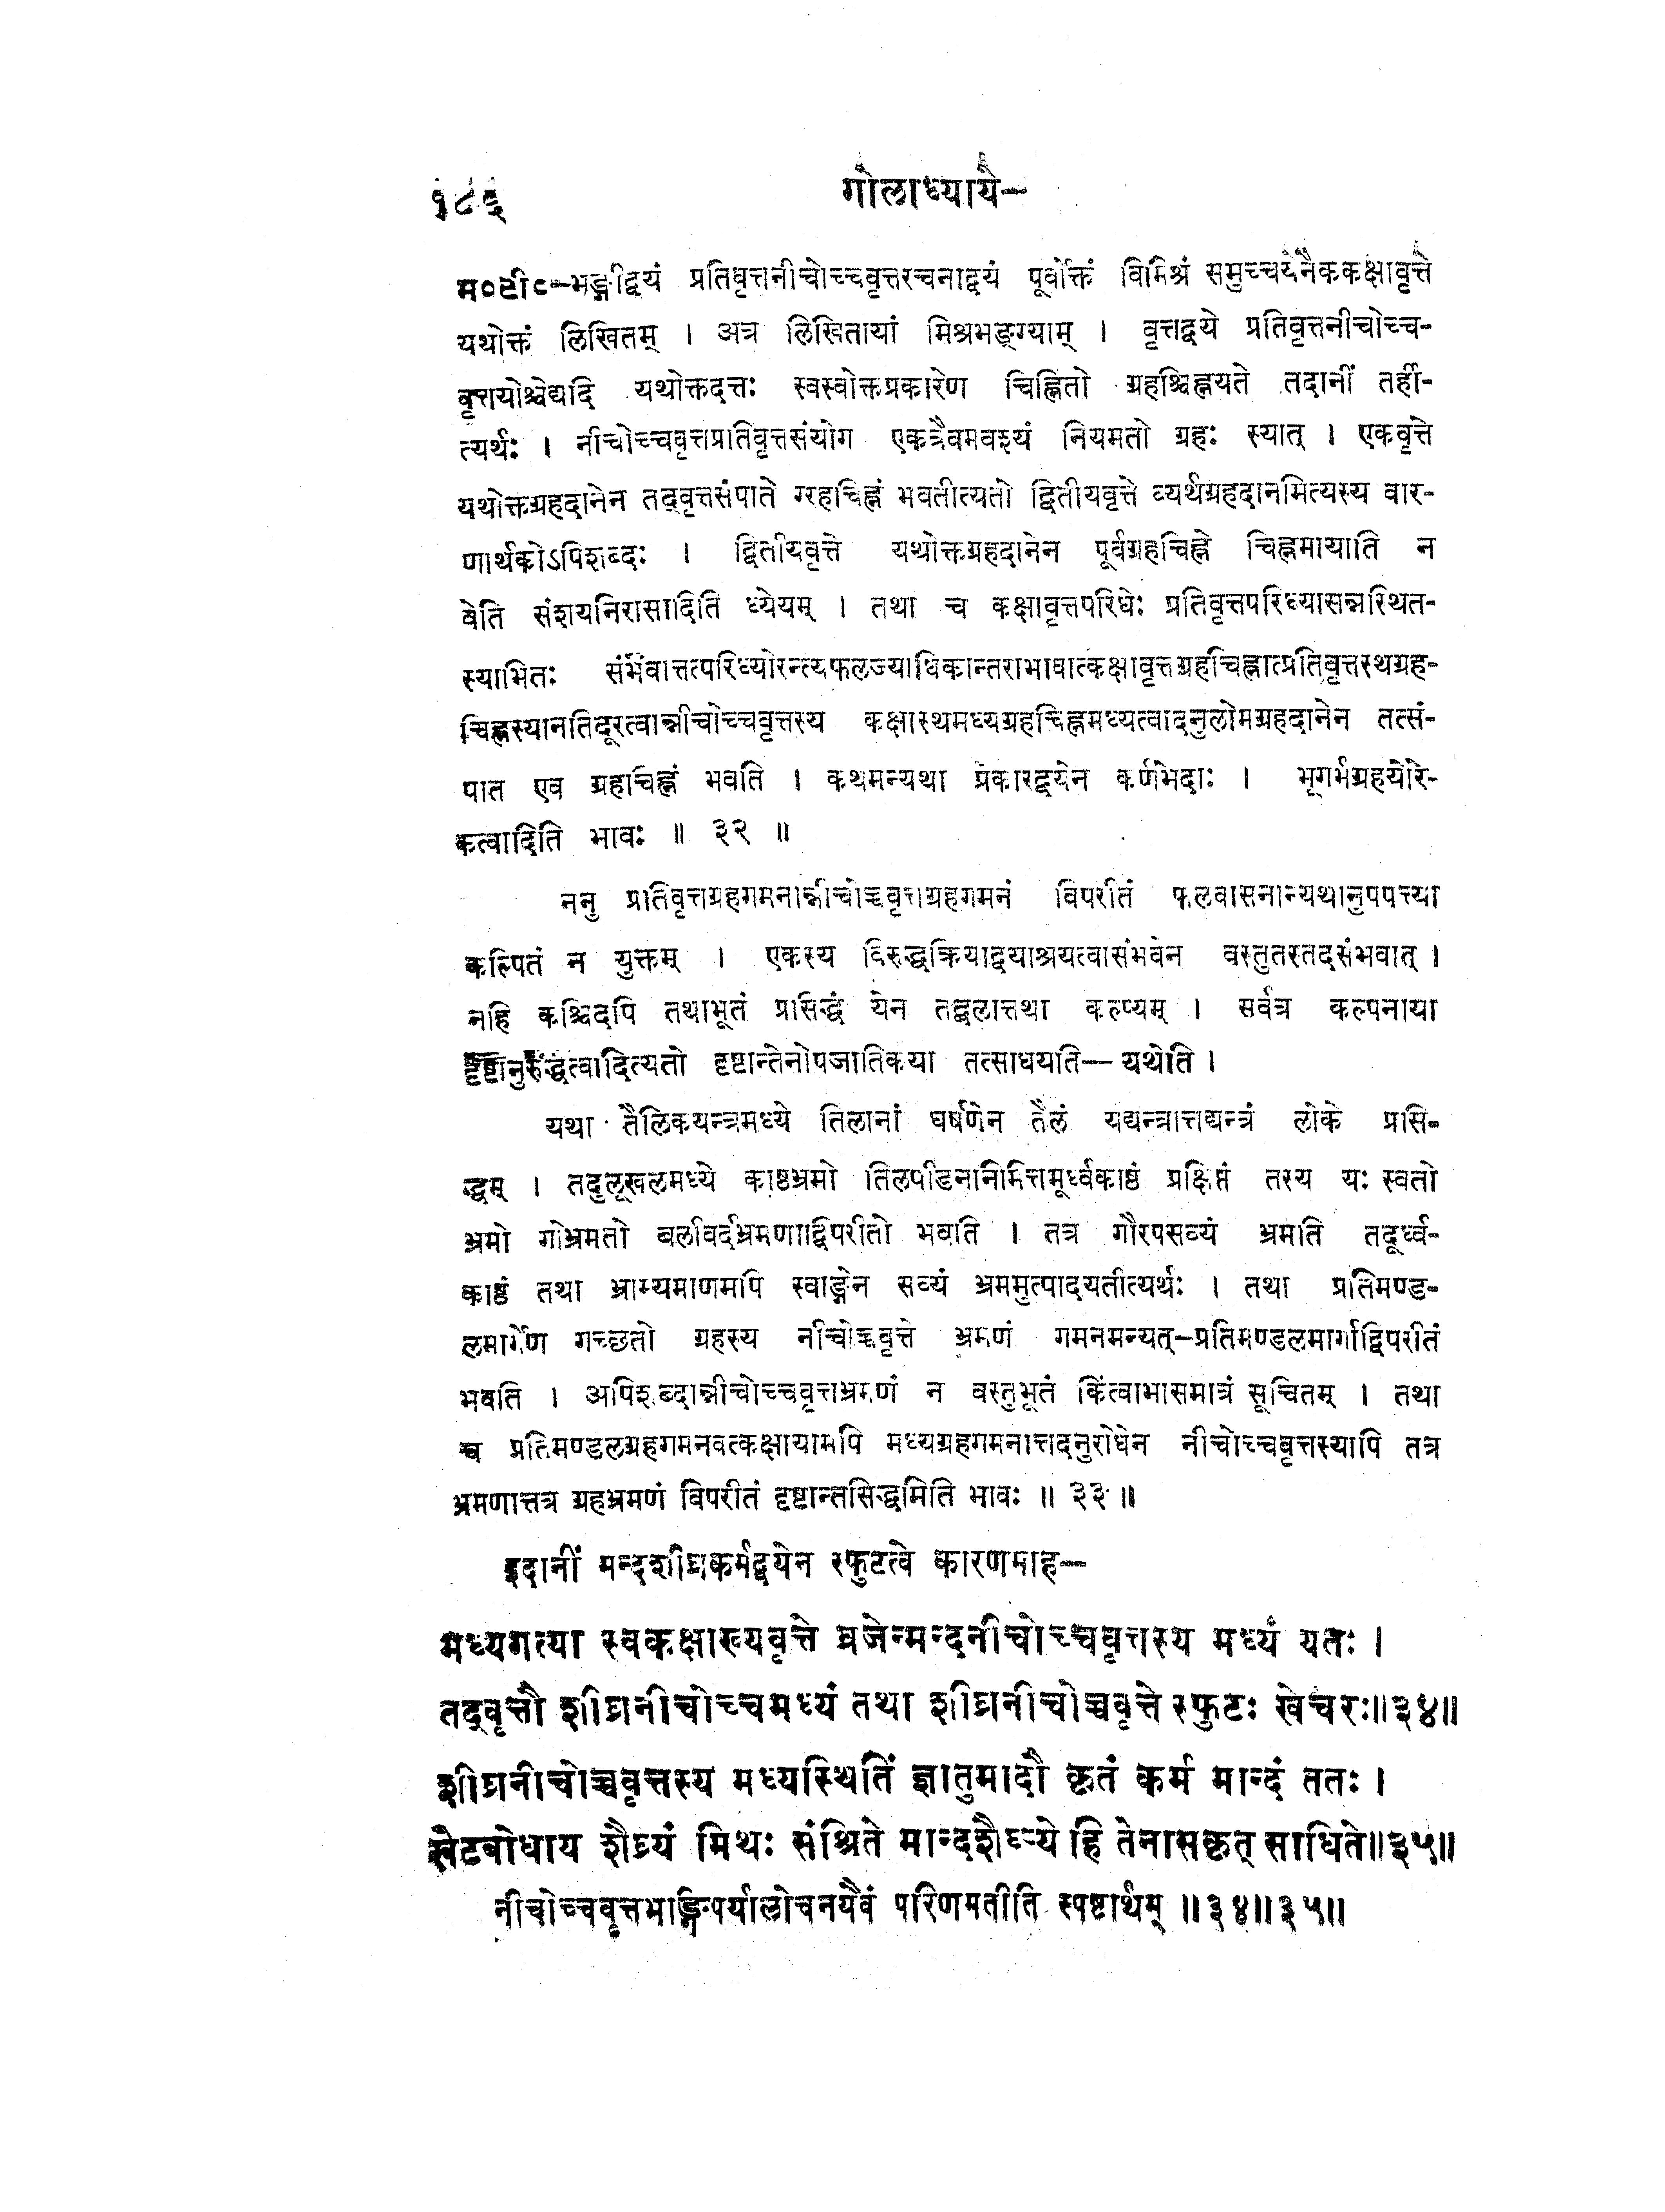 १८६ गोलाध्याये-
म०टी०-भङ्गीद्वयं प्रतिवृत्तनीचोच्चवृत्तरचनाद्वयं पूर्वोक्तं विमिश्रं समुच्चयेनैककक्षावृत्ते
यथोक्तं लिखितम् । अत्र लिखितायां मिश्रभङ्ग्याम् । वृत्तद्वये प्रतिवृत्तनीचोच्च-
वृत्तयोश्चेद्यदि यथोक्तदत्तः स्वस्वोक्तप्रकारेण चिह्नितो ग्रहश्चिह्नयते तदानीं तर्ही-
त्यर्थः । नीचोच्चवृत्तप्रतिवृत्तसंयोग एकत्रैवमवश्यं नियमतो ग्रहः स्यात् । एकवृत्ते
यथोक्तग्रहदानेन तद्वृत्तसंपाते ग्रहचिह्नं भवतीत्यतो द्वितीयवृत्ते व्यर्थग्रहदानमित्यस्य वार-
णार्थकोऽपिशब्दः । द्वितीयवृत्ते यथोक्तग्रहदानेन पूर्वग्रहचिह्ने चिह्नमायाति न
वेति संशयनिरासादिति ध्येयम् । तथा च कक्षावृत्तपरिधेः प्रतिवृत्तपरिध्यासन्नस्थित-
स्याभितः संभवात्तत्परिध्योरन्त्यफलज्याधिकान्तराभावात्कक्षावृत्तग्रहचिह्नात्प्रतिवृत्तस्थग्रह-
चिह्नस्यानतिदूरत्वान्नीचोच्चवृत्तस्य कक्षास्थमध्यग्रहचिह्नमध्यत्वादनुलोमग्रहदानेन तत्सं-
पात एव ग्रहचिह्नं भवति । कथमन्यथा प्रकारद्वयेन कर्णभेदाः । भूगर्भग्रहयोरे-
कत्वादिति भावः ॥ ३२ ॥
ननु प्रतिवृत्तग्रहगमनान्नीचोच्चवृत्तग्रहगमनं विपरीतं फलवासनान्यथानुपपत्त्या
कल्पितं न युक्तम् । एकस्य विरुद्धक्रियाद्वयाश्रयत्वासंभवेन वस्तुतस्तदसंभवात् ।
नहि कश्चिदपि तथाभूतं प्रसिद्धं येन तद्बलात्तथा कल्प्यम् । सर्वत्र कल्पनाया
दृष्टानुरुद्धत्वादित्यतो दृष्टान्तेनोपजातिकया तत्साधयति—यथेति ।
यथा तैलिकयन्त्रमध्ये तिलानां घर्षणेन तैलं यद्यन्त्रात्तद्यन्त्रं लोके प्रसि-
द्धम् । तदुलूखलमध्ये काष्ठभ्रमो तिलपीडनानिमित्तमूर्ध्वकाष्ठं प्रक्षिप्तं तस्य यः स्वतो
भ्रमो गोभ्रमतो बलीवर्दभ्रमणाद्विपरीतो भवति । तत्र गौरपसव्यं भ्रमति तदूर्ध्व-
काष्ठं तथा भ्राम्यमाणमपि स्वाङ्गेन सव्यं भ्रममुत्पादयतीत्यर्थः । तथा प्रतिमण्ड-
लमार्गेण गच्छतो ग्रहस्य नीचोच्चवृत्ते भ्रमणं गमनमन्यत्-प्रतिमण्डलमार्गाद्विपरीतं
भवति । अपिशब्दान्नीचोच्चवृत्तभ्रमणं न वस्तुभूतं किंत्वाभासमात्रं सूचितम् । तथा
च प्रतिमण्डलग्रहगमनवत्कक्षायामपि मध्यग्रहगमनात्तदनुरोधेन नीचोच्चवृत्तस्यापि तत्र
भ्रमणात्तत्र ग्रहभ्रमणं विपरीतं दृष्टान्तसिद्धमिति भावः ॥ ३३ ॥
इदानीं मन्दशीघ्रकर्मद्वयेन स्फुटत्वे कारणमाह—
मध्यगत्या स्वकक्षाख्यवृत्ते व्रजेन्मन्दनीचोच्चवृत्तस्य मध्यं यतः ।
तद्वृत्तौ शीघ्रनीचोच्चमध्यं तथा शीघ्रनीचोच्चवृत्ते स्फुटः खेचरः॥३४॥
शीघ्रनीचोच्चवृत्तस्य मध्यस्थितिं ज्ञातुमादौ कृतं कर्म मान्दं ततः ।
खेटबोधाय शैघ्र्यं मिथः संश्रिते मान्दशैघ्र्ये हि तेनासकृत् साधिते॥३५॥
नीचोच्चवृत्तभाङ्गिपर्यालोचनयैवं परिणमतीति स्पष्टार्थम् ॥३४॥३५॥